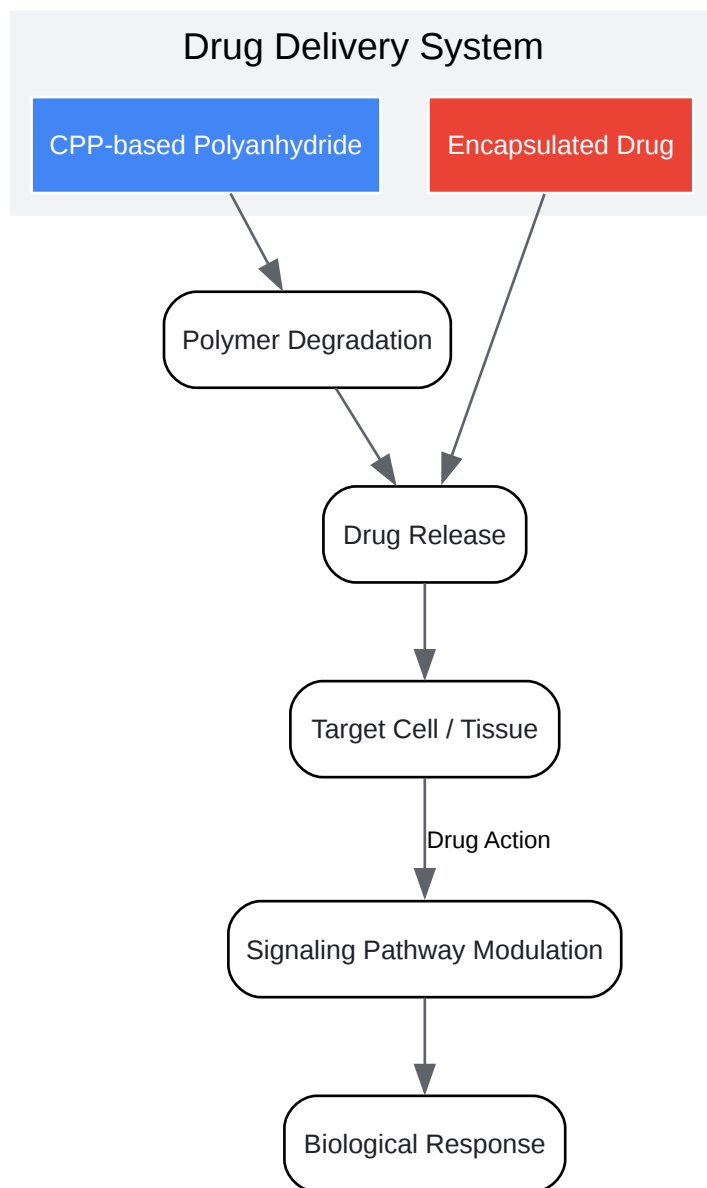 Drug Delivery System
CPP-based Polyanhydride
Encapsulated Drug
Polymer Degradation
Drug Release
Target Cell / Tissue
Drug Action
Signaling Pathway Modulation
Biological Response